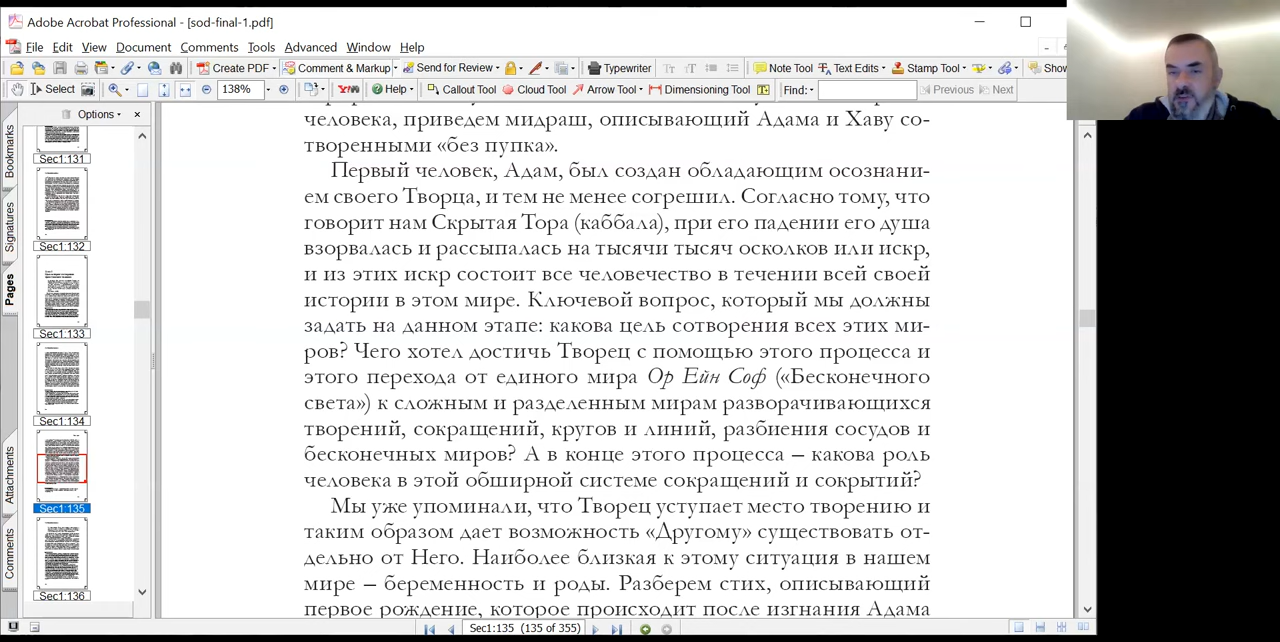 Adobe Acrobat Professional - [sod-final-1.pdf]
File Edit View Document Comments Tools Advanced Window Help
Create PDF Comment & Markup Send for Review Typewriter Note Tool Text Edits Stamp Tool Show
Select 138% Help Callout Tool Cloud Tool Arrow Tool Dimensioning Tool Find: Previous Next
Options
Bookmarks
Signatures
Pages
Attachments
Comments
Sec1:131
Sec1:132
Sec1:133
Sec1:134
Sec1:135
Sec1:136
человека, приведем мидраш, описывающий Адама и Хаву со-
творенными «без пупка».
Первый человек, Адам, был создан обладающим осознани-
ем своего Творца, и тем не менее согрешил. Согласно тому, что
говорит нам Скрытая Тора (каббала), при его падении его душа
взорвалась и рассыпалась на тысячи тысяч осколков или искр,
и из этих искр состоит все человечество в течении всей своей
истории в этом мире. Ключевой вопрос, который мы должны
задать на данном этапе: какова цель сотворения всех этих ми-
ров? Чего хотел достичь Творец с помощью этого процесса и
этого перехода от единого мира Ор Ейн Соф («Бесконечного
света») к сложным и разделенным мирам разворачивающихся
творений, сокращений, кругов и линий, разбиения сосудов и
бесконечных миров? А в конце этого процесса – какова роль
человека в этой обширной системе сокращений и сокрытий?
Мы уже упоминали, что Творец уступает место творению и
таким образом дает возможность «Другому» существовать от-
дельно от Него. Наиболее близкая к этому ситуация в нашем
мире – беременность и роды. Разберем стих, описывающий
первое рождение, которое происходит после изгнания Адама
Sec1:135 (135 of 355)